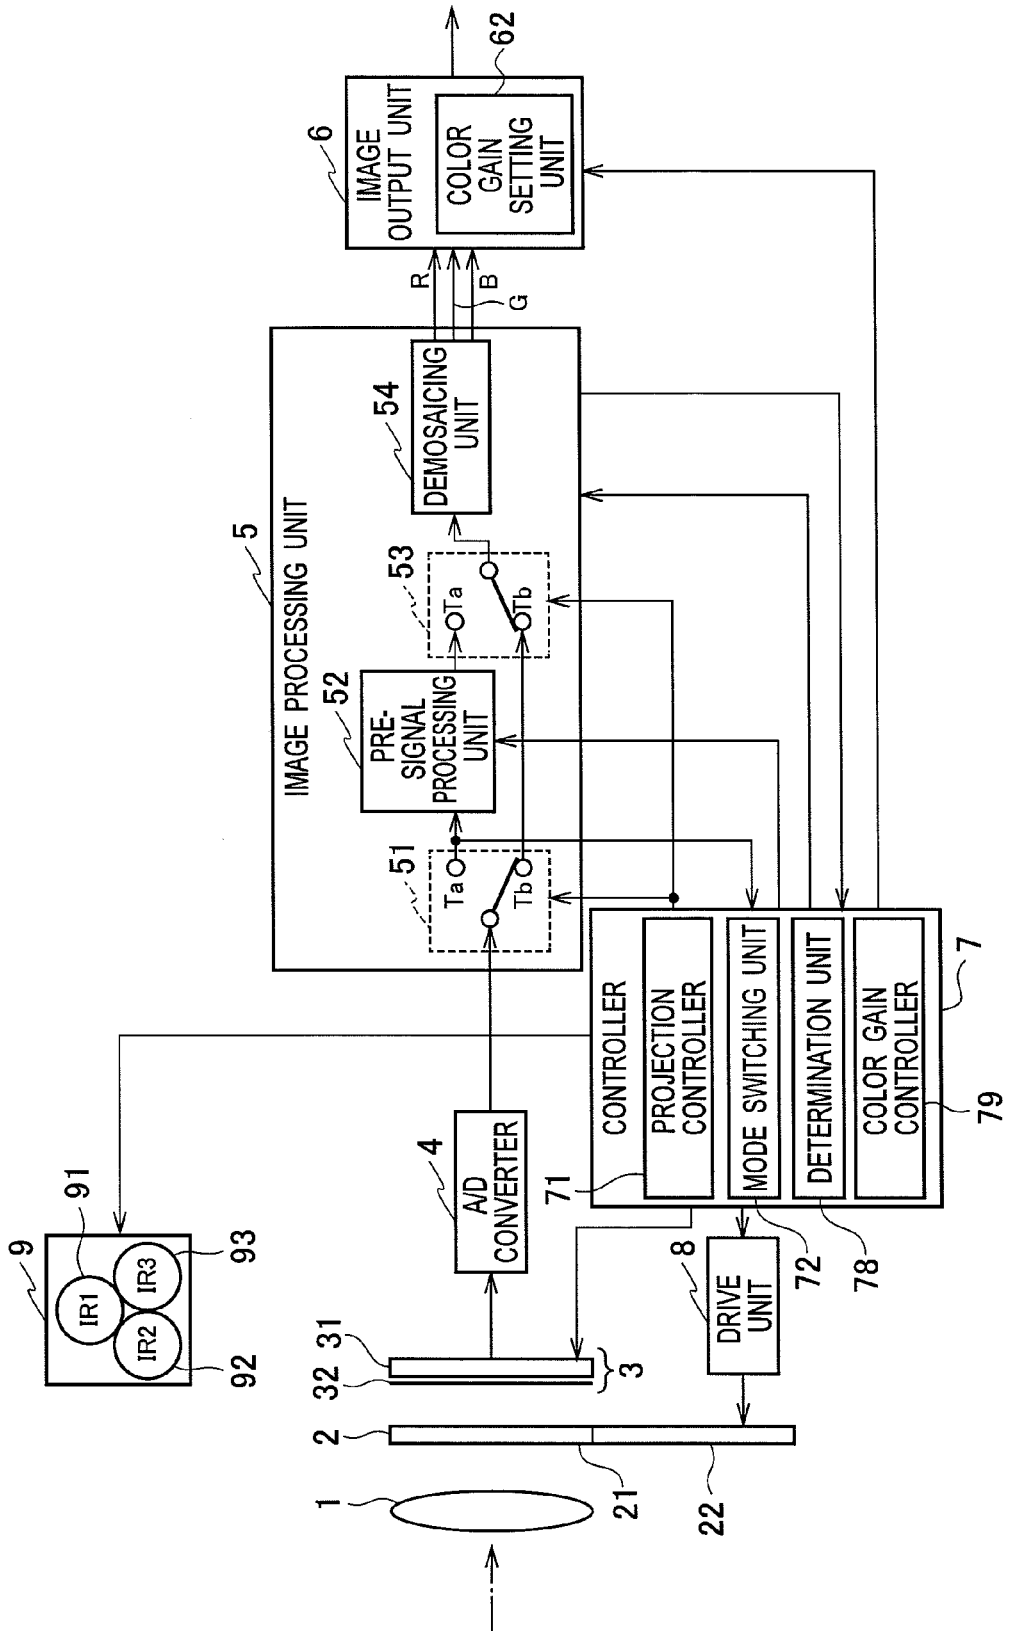 1
2
21
22
32
31
3
9
IR1
IR2
IR3
91
92
93
4
A/D
CONVERTER
8
DRIVE
UNIT
5
IMAGE PROCESSING UNIT
51
Ta
Tb
52
PRE-
SIGNAL
PROCESSING
UNIT
53
Ta
Tb
54
DEMOSAICING
UNIT
R
G
B
6
IMAGE
OUTPUT UNIT
COLOR
GAIN
SETTING
UNIT
62
CONTROLLER
PROJECTION
CONTROLLER
MODE SWITCHING UNIT
DETERMINATION UNIT
COLOR GAIN
CONTROLLER
71
72
78
79
7